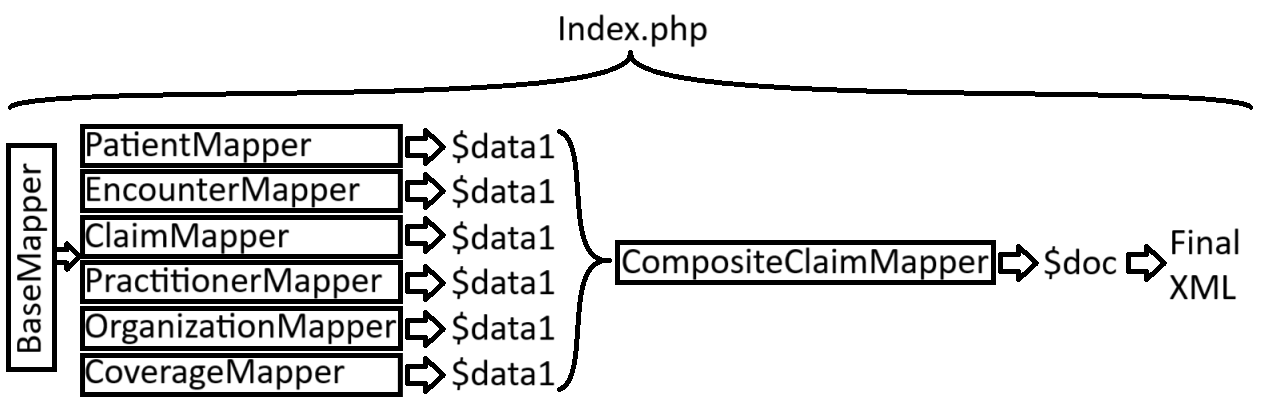 Index.php
BaseMapper
PatientMapper
$data1
EncounterMapper
$data1
ClaimMapper
$data1
PractitionerMapper
$data1
OrganizationMapper
$data1
CoverageMapper
$data1
CompositeClaimMapper
$doc
Final
XML